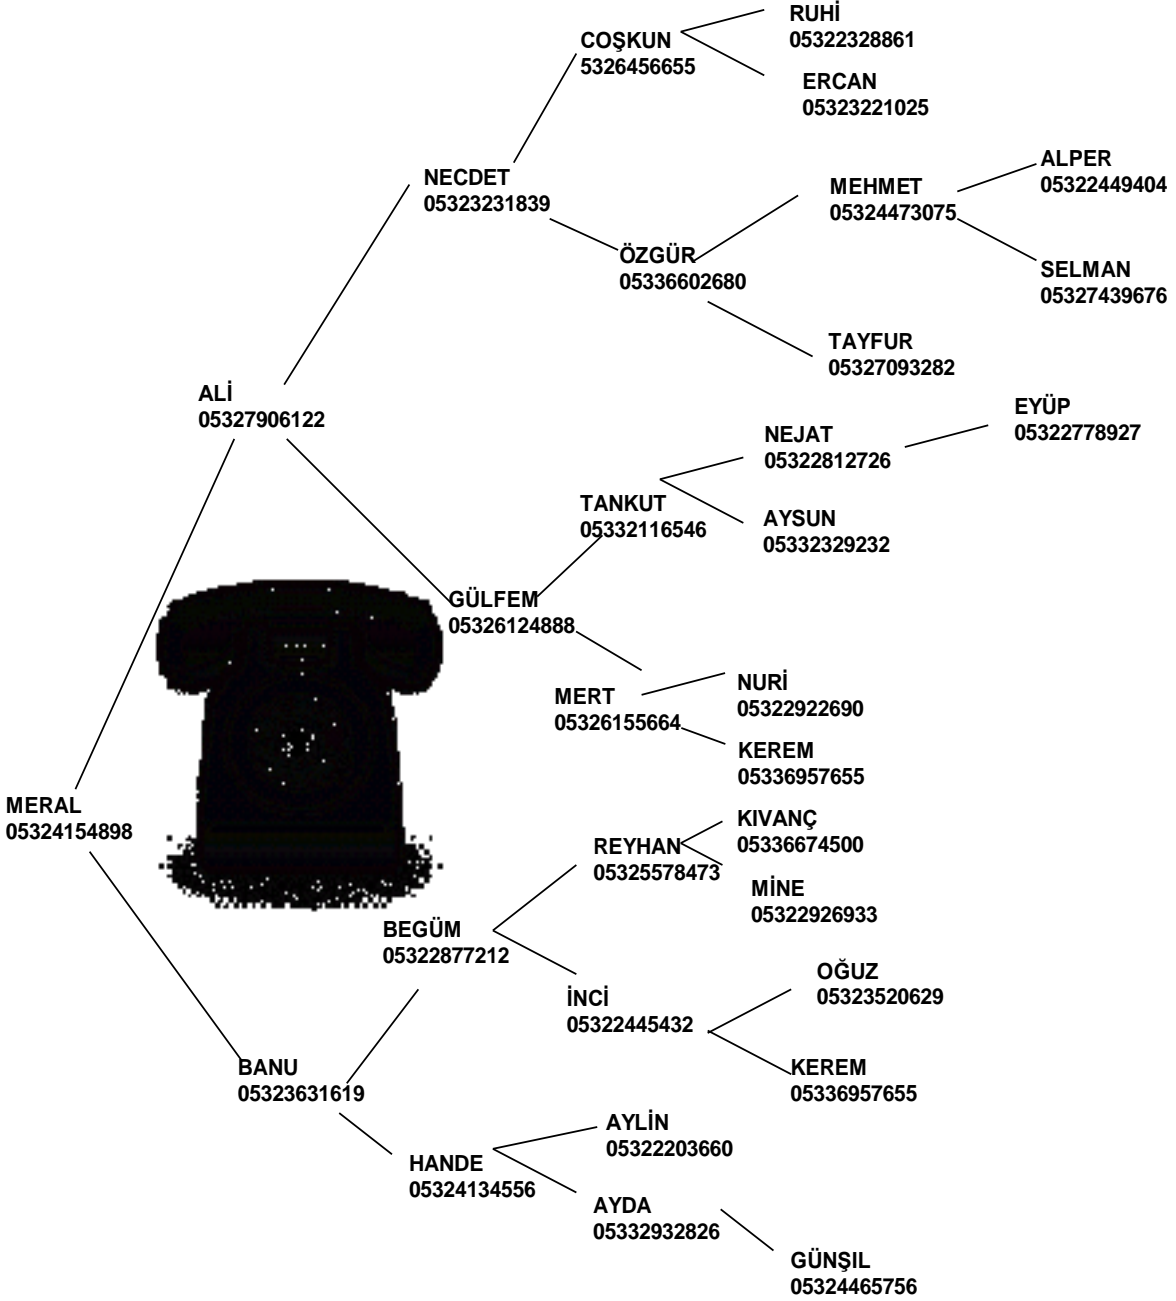 RUHİ
05322328861
COŞKUN
5326456655
ERCAN
05323221025
ALPER
05322449404
NECDET
05323231839
MEHMET
05324473075
ÖZGÜR
05336602680
SELMAN
05327439676
TAYFUR
05327093282
ALİ
05327906122
EYÜP
05322778927
NEJAT
05322812726
TANKUT
05332116546
AYSUN
05332329232
GÜLFEM
05326124888
MERT
05326155664
NURİ
05322922690
KEREM
05336957655
MERAL
05324154898
KIVANÇ
05336674500
REYHAN
05325578473
MİNE
05322926933
BEGÜM
05322877212
OĞUZ
05323520629
İNCİ
05322445432
BANU
05323631619
KEREM
05336957655
AYLİN
05322203660
HANDE
05324134556
AYDA
05332932826
GÜNŞIL
05324465756